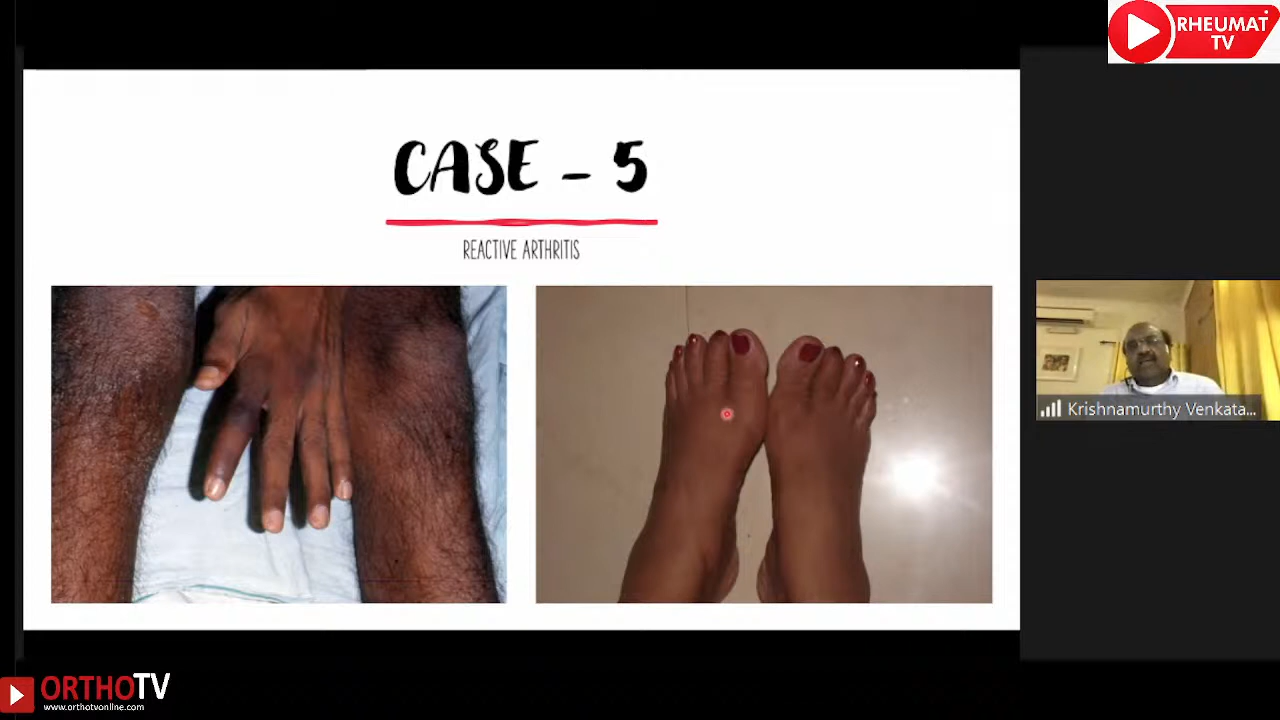 RHEUMAT
TV
CASE - 5
REACTIVE ARTHRITIS
Krishnamurthy Venkata...
ORTHOTV
www.orthotvonline.com